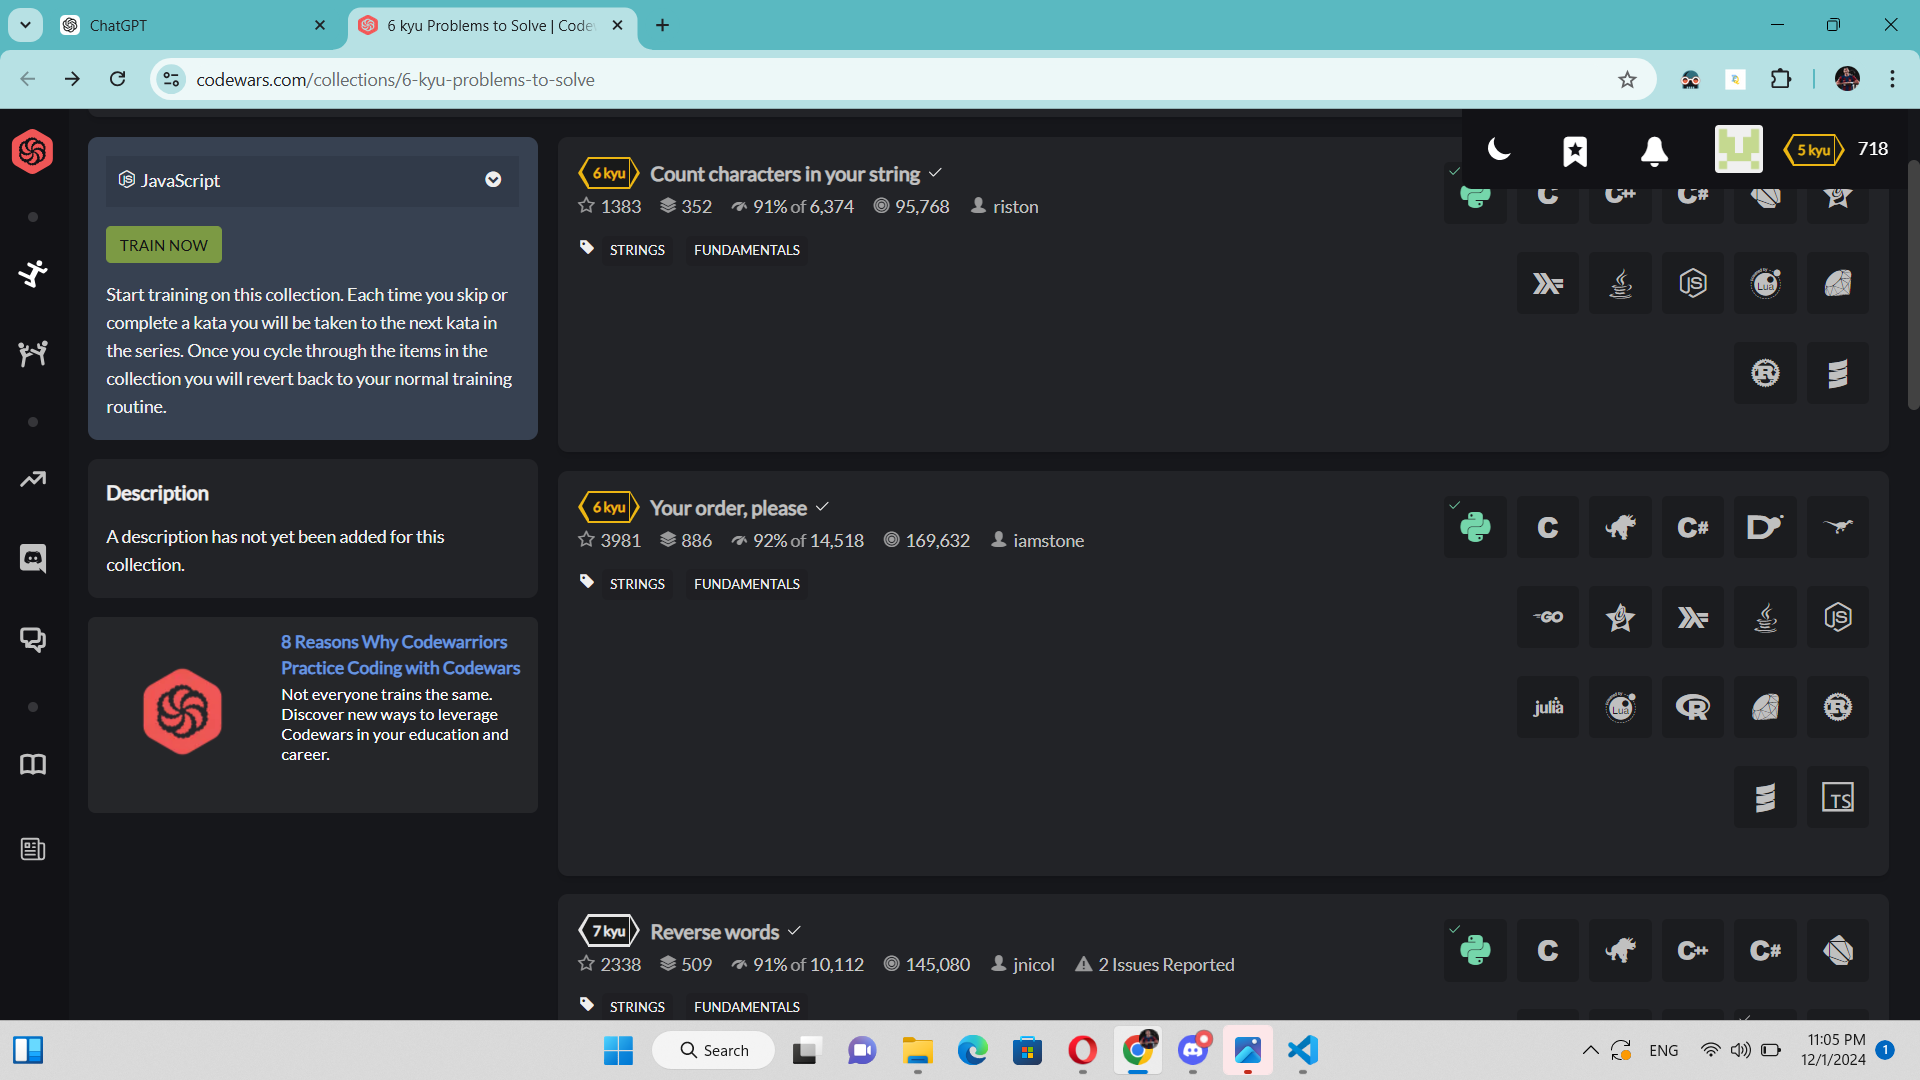 ChatGPT
6 kyu Problems to Solve | Code
codewars.com/collections/6-kyu-problems-to-solve
5 kyu 718
JavaScript
TRAIN NOW
Start training on this collection. Each time you skip or
complete a kata you will be taken to the next kata in
the series. Once you cycle through the items in the
collection you will revert back to your normal training
routine.
Description
A description has not yet been added for this
collection.
8 Reasons Why Codewarriors
Practice Coding with Codewars
Not everyone trains the same.
Discover new ways to leverage
Codewars in your education and
career.
6 kyu Count characters in your string
1383 352 91% of 6,374 95,768 riston
STRINGS FUNDAMENTALS
C C++ C#
JS Lua
R
6 kyu Your order, please
3981 886 92% of 14,518 169,632 iamstone
STRINGS FUNDAMENTALS
C C# D
GO JS
julia Lua R R
TS
7 kyu Reverse words
2338 509 91% of 10,112 145,080 jnicol 2 Issues Reported
STRINGS FUNDAMENTALS
C C++ C#
Search
ENG
11:05 PM
12/1/2024
1